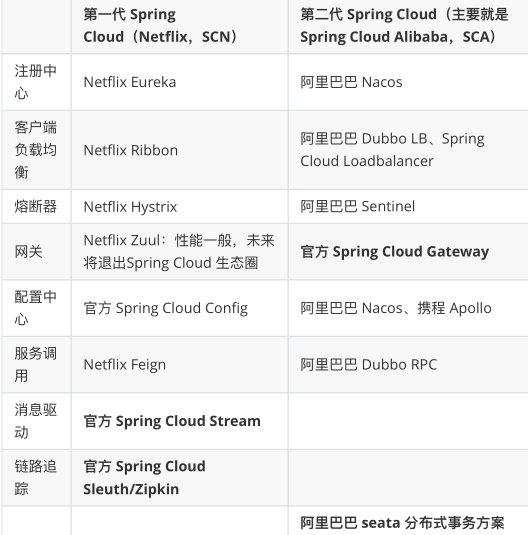 第一代 Spring
Cloud（Netflix，SCN）
第二代 Spring Cloud（主要就是
Spring Cloud Alibaba，SCA）
注册中
心
Netflix Eureka
阿里巴巴 Nacos
客户端
负载均
衡
Netflix Ribbon
阿里巴巴 Dubbo LB、Spring
Cloud Loadbalancer
熔断器
Netflix Hystrix
阿里巴巴 Sentinel
网关
Netflix Zuul：性能一般，未来
将退出Spring Cloud 生态圈
官方 Spring Cloud Gateway
配置中
心
官方 Spring Cloud Config
阿里巴巴 Nacos、携程 Apollo
服务调
用
Netflix Feign
阿里巴巴 Dubbo RPC
消息驱
动
官方 Spring Cloud Stream
链路追
踪
官方 Spring Cloud
Sleuth/Zipkin
阿里巴巴 seata 分布式事务方案